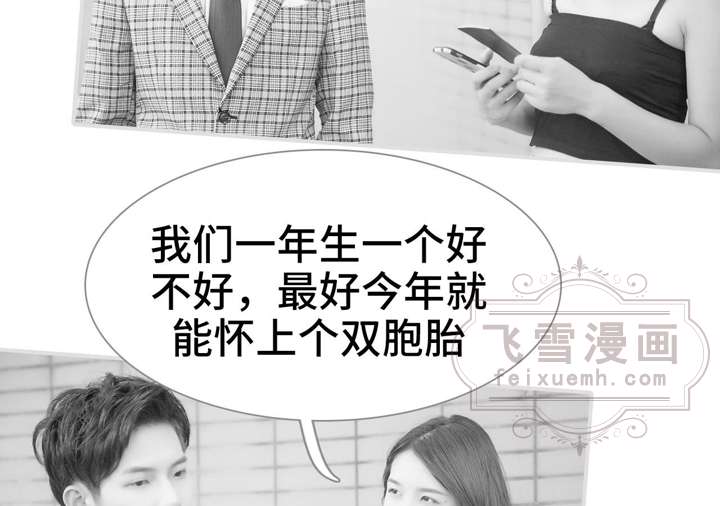 我们一年生一个好
不好，最好今年就
能怀上个双胞胎
飞雪漫画
feixuemh.com